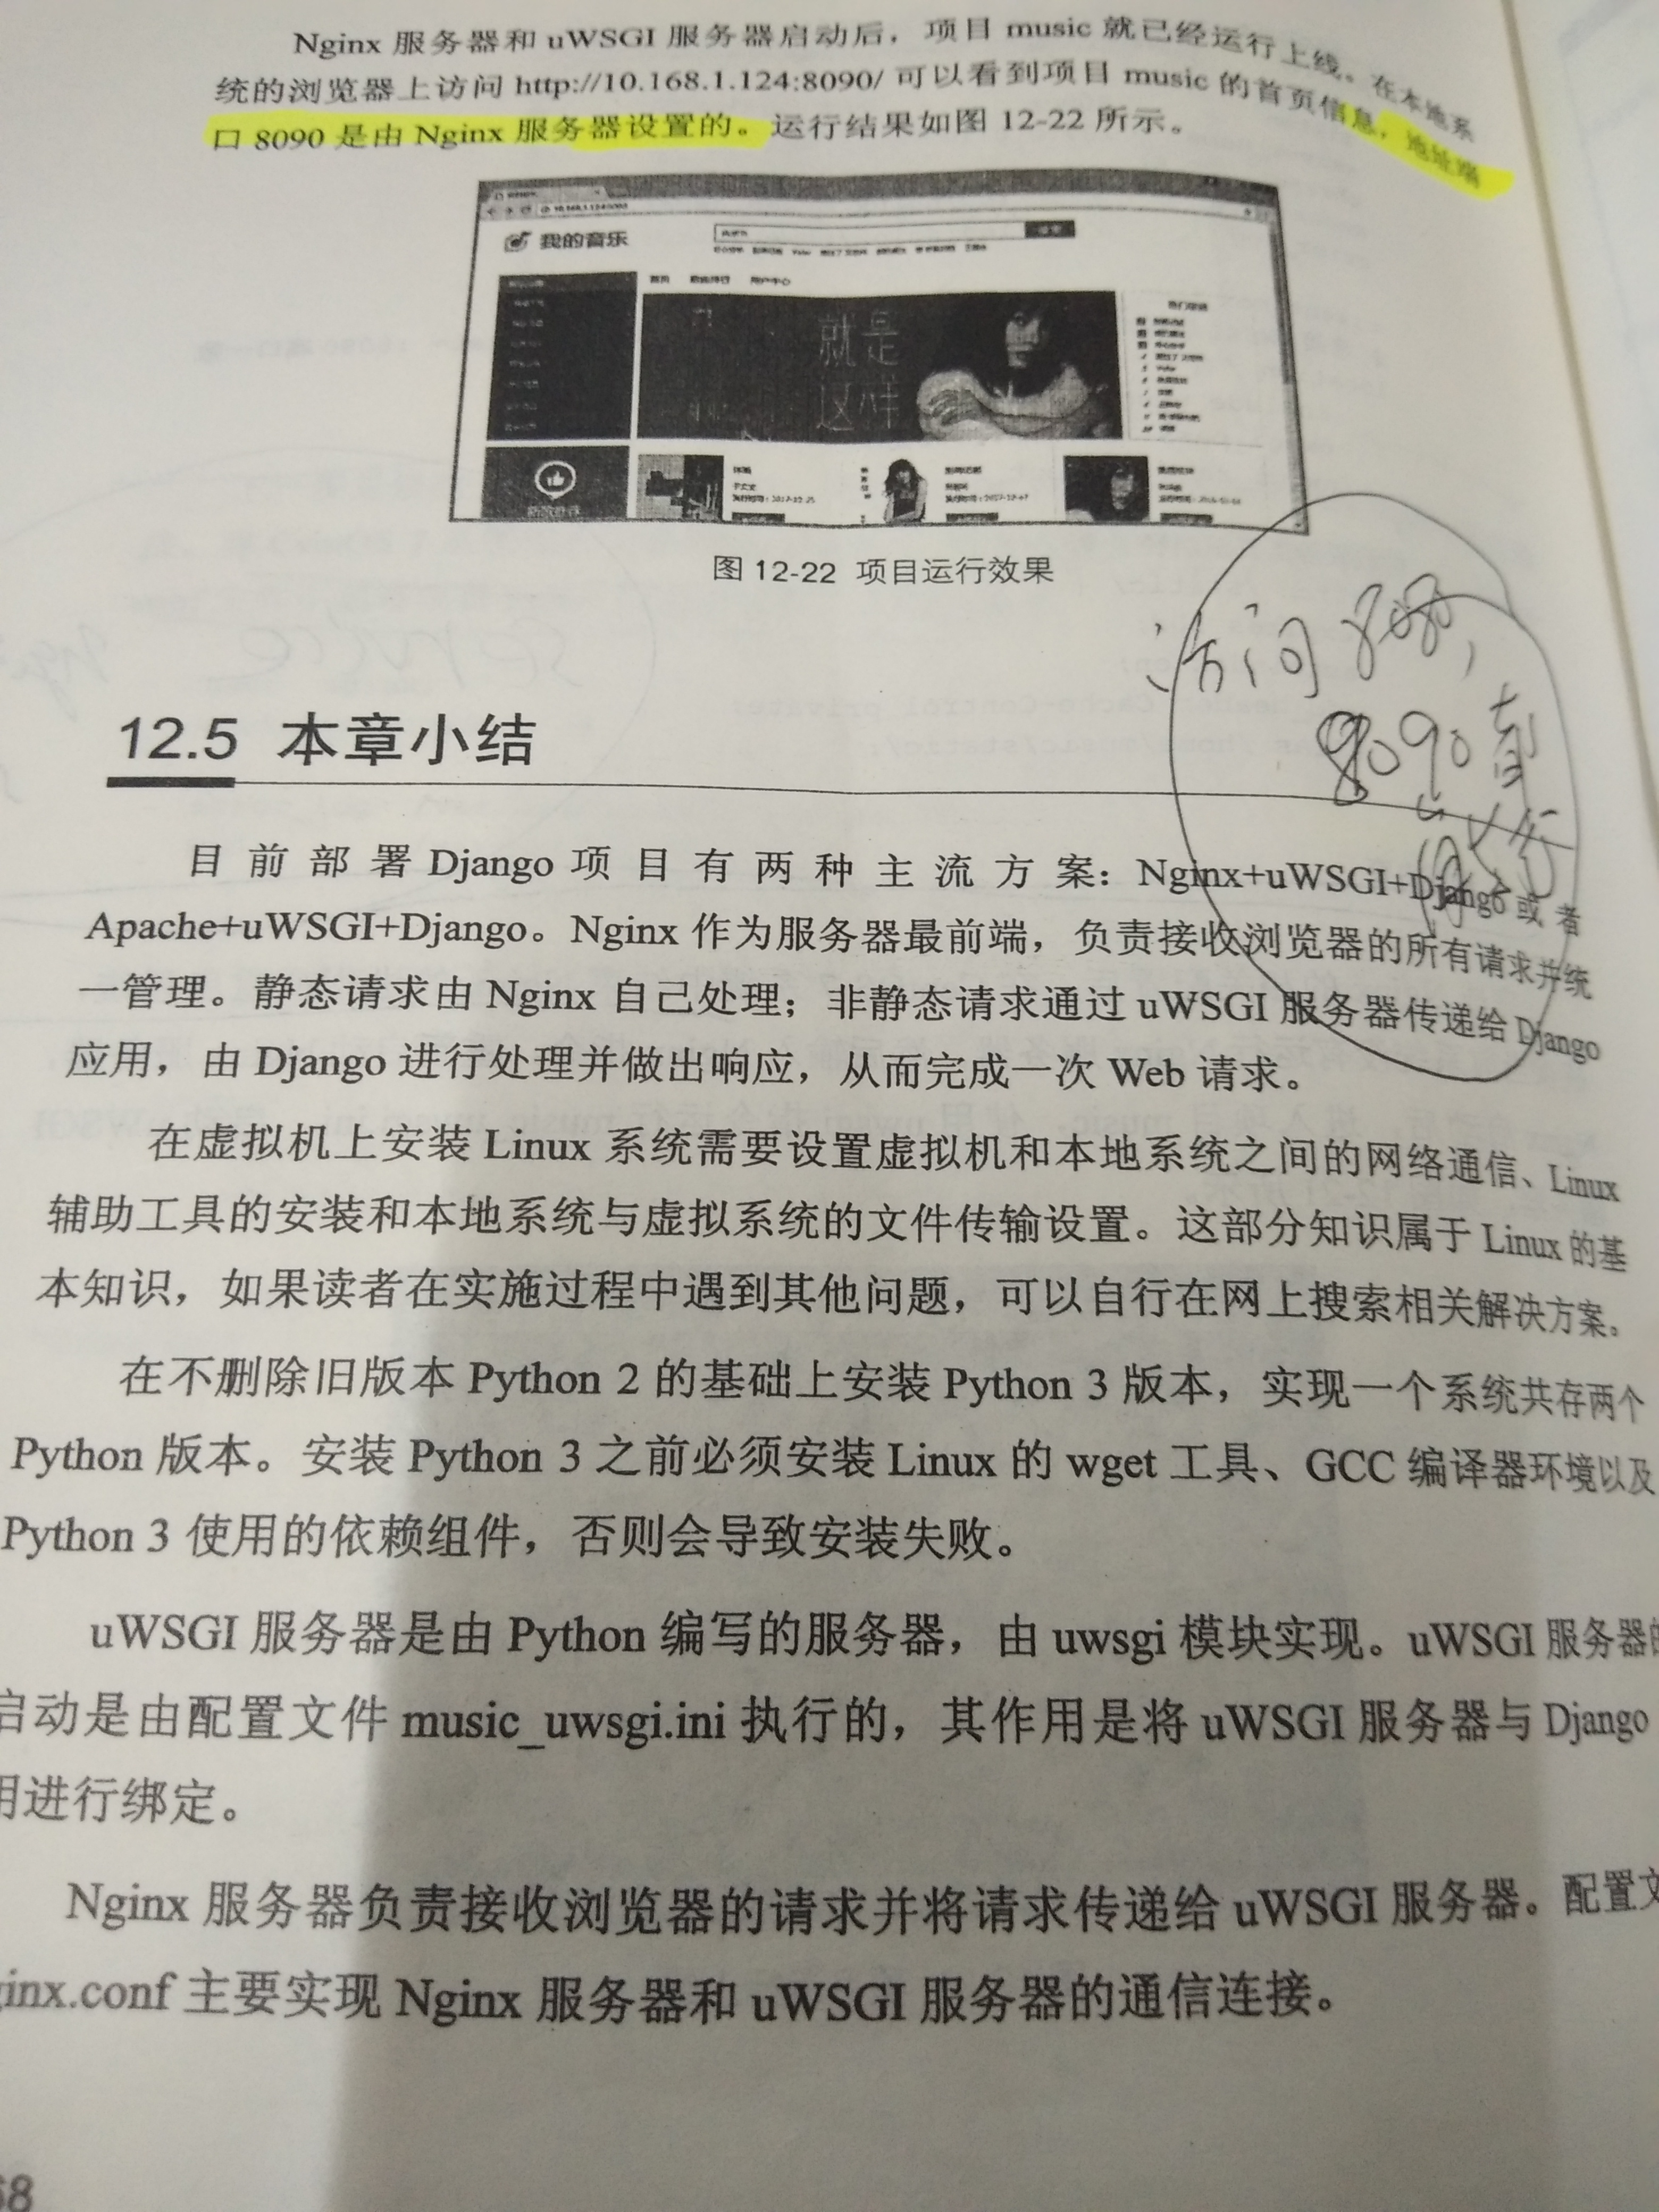 Nginx 服务器和 uWSGI 服务器启动后，项目 music 就已经运行上线。在本地系
统的浏览器上访问 http://10.168.1.124:8090/ 可以看到项目 music 的首页信息，地址端
口 8090 是由 Nginx 服务器设置的。运行结果如图 12-22 所示。
我的音乐
首页 歌曲排行 用户中心
就是
这样
图 12-22 项目运行效果
访问 8080,
8090 都
可以
12.5 本章小结
目前部署 Django 项目有两种主流方案：Nginx+uWSGI+Django 或者
Apache+uWSGI+Django。Nginx 作为服务器最前端，负责接收浏览器的所有请求并统
一管理。静态请求由 Nginx 自己处理；非静态请求通过 uWSGI 服务器传递给 Django
应用，由 Django 进行处理并做出响应，从而完成一次 Web 请求。
在虚拟机上安装 Linux 系统需要设置虚拟机和本地系统之间的网络通信、Linux
辅助工具的安装和本地系统与虚拟系统的文件传输设置。这部分知识属于 Linux 的基
本知识，如果读者在实施过程中遇到其他问题，可以自行在网上搜索相关解决方案。
在不删除旧版本 Python 2 的基础上安装 Python 3 版本，实现一个系统共存两个
Python 版本。安装 Python 3 之前必须安装 Linux 的 wget 工具、GCC 编译器环境以及
Python 3 使用的依赖组件，否则会导致安装失败。
uWSGI 服务器是由 Python 编写的服务器，由 uwsgi 模块实现。uWSGI 服务器的
启动是由配置文件 music_uwsgi.ini 执行的，其作用是将 uWSGI 服务器与 Django
用进行绑定。
Nginx 服务器负责接收浏览器的请求并将请求传递给 uWSGI 服务器。配置文
ginx.conf 主要实现 Nginx 服务器和 uWSGI 服务器的通信连接。
68